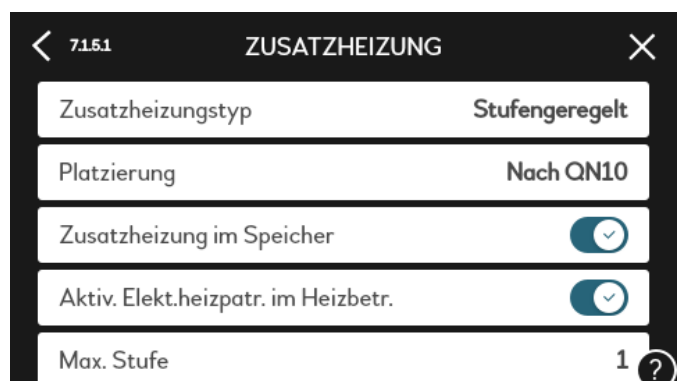 7.1.5.1 ZUSATZHEIZUNG
Zusatzheizungstyp Stufengeregelt
Platzierung Nach QN10
Zusatzheizung im Speicher
Aktiv. Elekt.heizpatr. im Heizbetr.
Max. Stufe 1
?